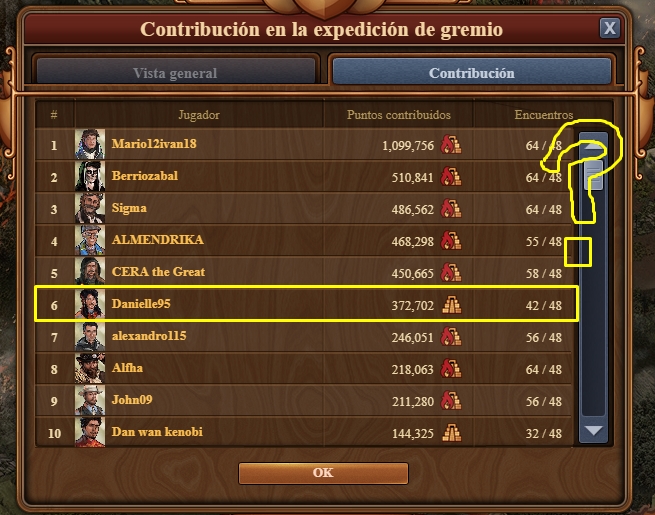 Contribución en la expedición de gremio
X
Vista general
Contribución
# Jugador Puntos contribuidos Encuentros
1 Mario12ivan18 1,099,756 64 / 48
2 Berriozabal 510,841 64 / 48
3 Sigma 486,562 64 / 48
4 ALMENDRIKA 468,298 55 / 48
5 CERA the Great 450,665 58 / 48
6 Danielle95 372,702 42 / 48
7 alexandro115 246,051 56 / 48
8 Alfha 218,063 64 / 48
9 John09 211,280 56 / 48
10 Dan wan kenobi 144,325 32 / 48
?
OK